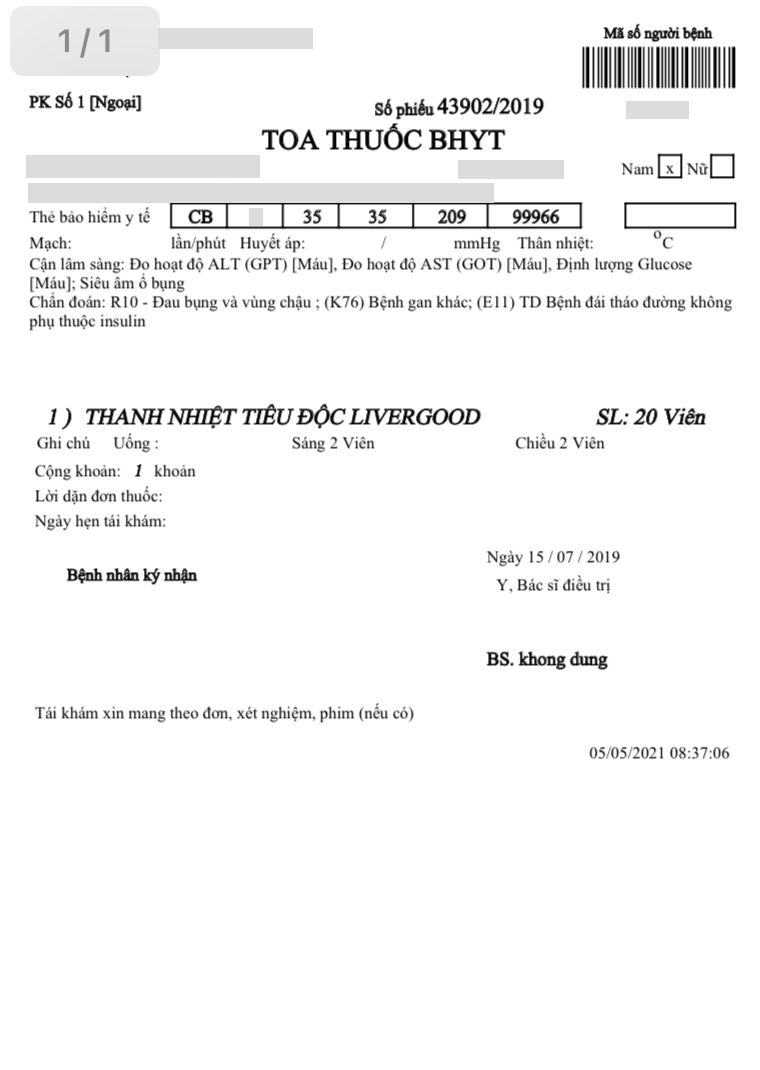 1/1
Mã số người bệnh
PK Số 1 [Ngoại]
Số phiếu 43902/2019
TOA THUỐC BHYT
Nam x Nữ
Thẻ bảo hiểm y tế CB 35 35 209 99966
Mạch: lần/phút Huyết áp: / mmHg Thân nhiệt: °C
Cận lâm sàng: Đo hoạt độ ALT (GPT) [Máu], Đo hoạt độ AST (GOT) [Máu], Định lượng Glucose
[Máu]; Siêu âm ổ bụng
Chẩn đoán: R10 - Đau bụng và vùng chậu ; (K76) Bệnh gan khác; (E11) TD Bệnh đái tháo đường không
phụ thuộc insulin
1 ) THANH NHIỆT TIÊU ĐỘC LIVERGOOD SL: 20 Viên
Ghi chú Uống : Sáng 2 Viên Chiều 2 Viên
Cộng khoản: 1 khoản
Lời dặn đơn thuốc:
Ngày hẹn tái khám:
Ngày 15 / 07 / 2019
Bệnh nhân ký nhận
Y, Bác sĩ điều trị
BS. khong dung
Tái khám xin mang theo đơn, xét nghiệm, phim (nếu có)
05/05/2021 08:37:06